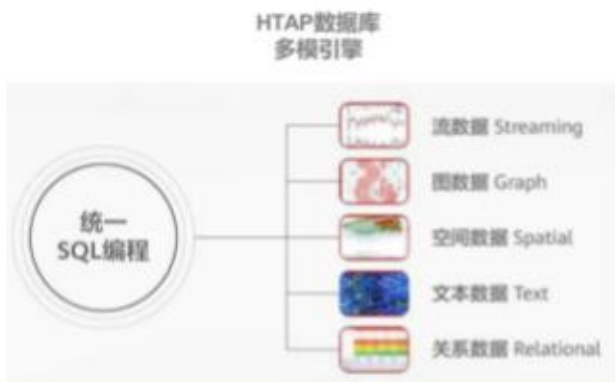 HTAP数据库
多模引擎
统一
SQL编程
流数据 Streaming
图数据 Graph
空间数据 Spatial
文本数据 Text
关系数据 Relational